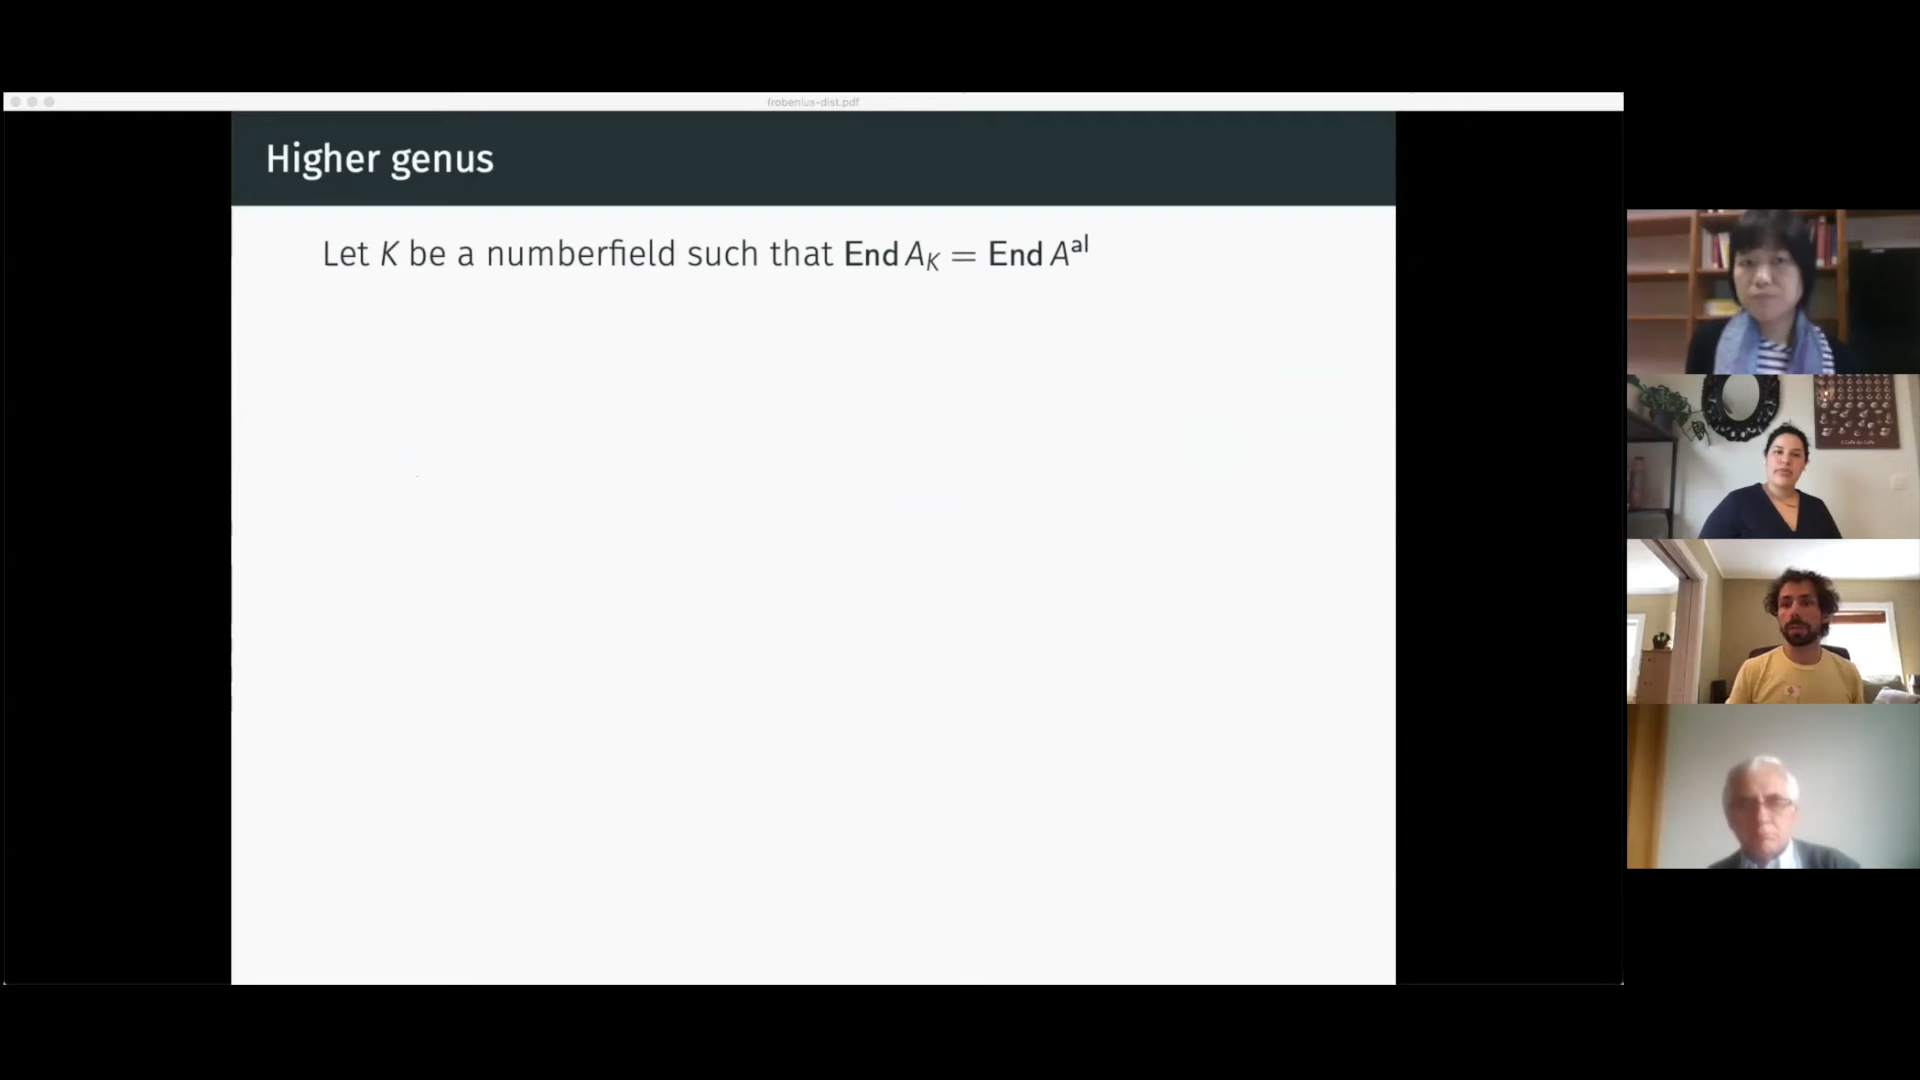 frobenius-dist.pdf
Higher genus
Let K be a numberfield such that End A_K = End A^al